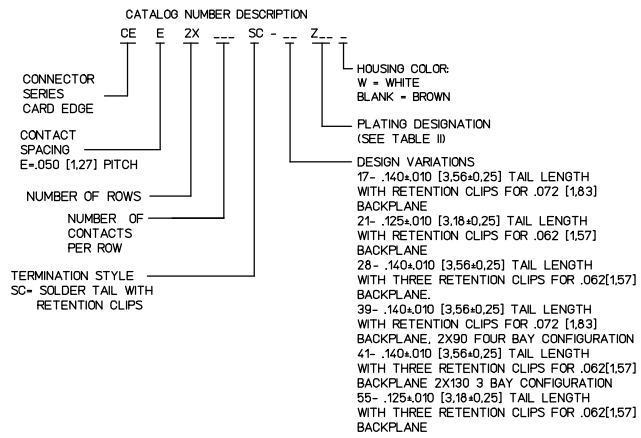 CATALOG NUMBER DESCRIPTION
CE E 2X ___ SC - __ Z__ _
CONNECTOR
SERIES
CARD EDGE
CONTACT
SPACING
E=.050 [1,27] PITCH
NUMBER OF ROWS
NUMBER OF
CONTACTS
PER ROW
TERMINATION STYLE
SC= SOLDER TAIL WITH
RETENTION CLIPS
HOUSING COLOR:
W = WHITE
BLANK = BROWN
PLATING DESIGNATION
(SEE TABLE II)
DESIGN VARIATIONS
17- .140±.010 [3,56±0,25] TAIL LENGTH
WITH RETENTION CLIPS FOR .072 [1,83]
BACKPLANE
21- .125±.010 [3,18±0,25] TAIL LENGTH
WITH RETENTION CLIPS FOR .062 [1,57]
BACKPLANE
28- .140±.010 [3,56±0,25] TAIL LENGTH
WITH THREE RETENTION CLIPS FOR .062[1,57]
BACKPLANE.
39- .140±.010 [3,56±0,25] TAIL LENGTH
WITH RETENTION CLIPS FOR .072 [1,83]
BACKPLANE, 2X90 FOUR BAY CONFIGURATION
41- .140±.010 [3,56±0,25] TAIL LENGTH
WITH THREE RETENTION CLIPS FOR .062[1,57]
BACKPLANE 2X130 3 BAY CONFIGURATION
55- .125±.010 [3,18±0,25] TAIL LENGTH
WITH THREE RETENTION CLIPS FOR .062[1,57]
BACKPLANE